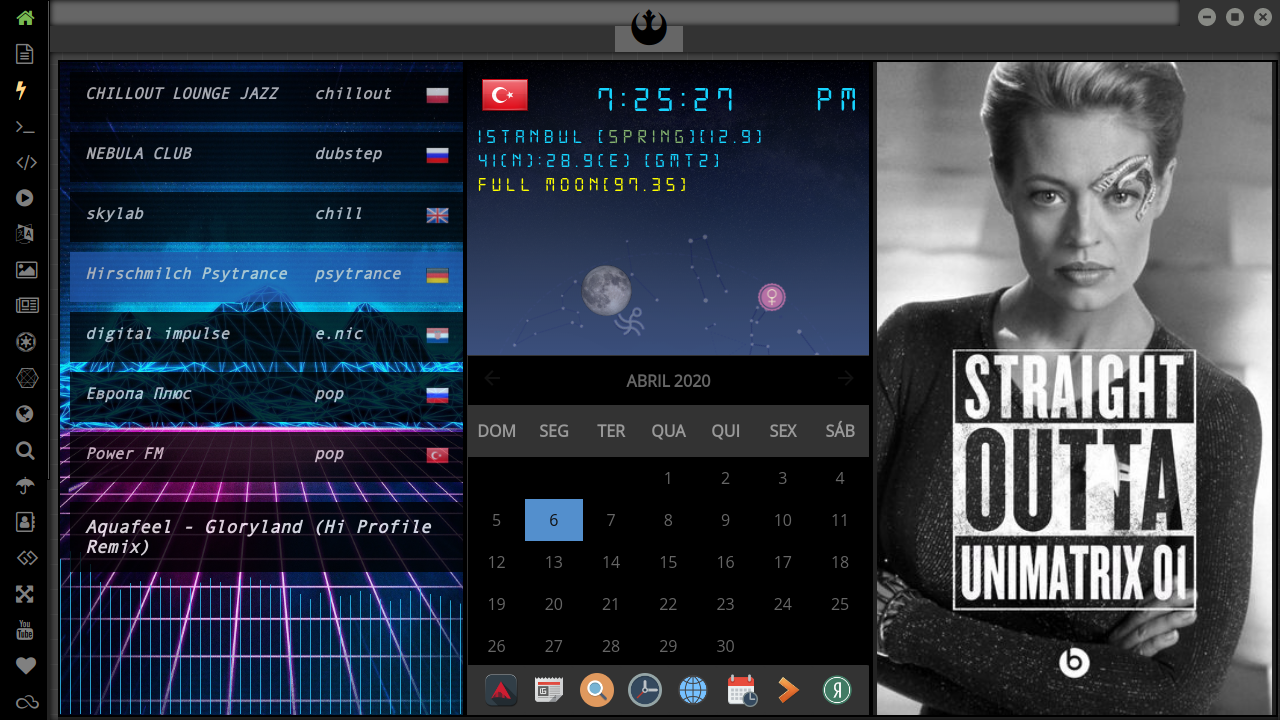 CHILLOUT LOUNGE JAZZ chillout
NEBULA CLUB dubstep
skylab chill
Hirschmilch Psytrance psytrance
digital impulse e.nic
Европа Плюс pop
Power FM pop
Aquafeel - Gloryland (Hi Profile
Remix)
You
Tube
7:25:27 PM
ISTANBUL (SPRING)(12.9)
41(N):28.9(E) (GMT2)
FULL MOON(97.35)
ABRIL 2020
DOM SEG TER QUA QUI SEX SÁB
1 2 3 4
5 6 7 8 9 10 11
12 13 14 15 16 17 18
19 20 21 22 23 24 25
26 27 28 29 30
Я
STRAIGHT
OUTTA
UNIMATRIX 01
b